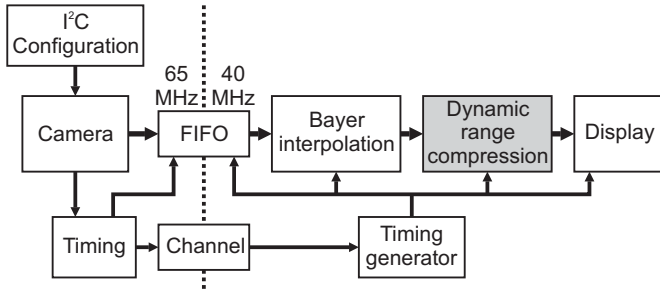 I²C
Configuration
65
MHz
40
MHz
Camera
FIFO
Bayer
interpolation
Dynamic
range
compression
Display
Timing
Channel
Timing
generator